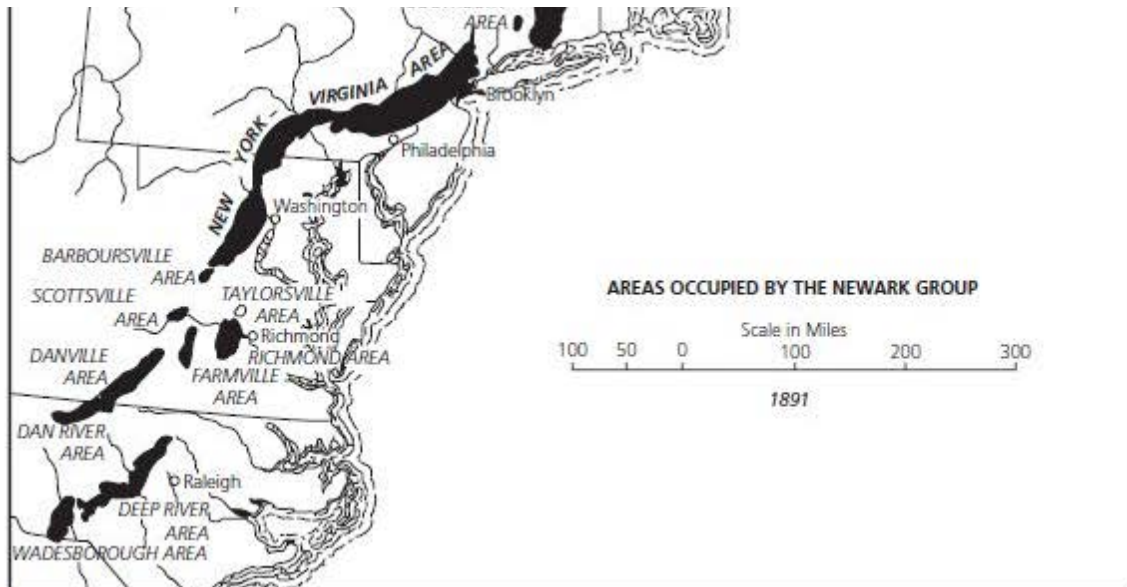 AREA
NEW YORK – VIRGINIA AREA
Brooklyn
Philadelphia
Washington
BARBOURSVILLE
AREA
SCOTTSVILLE
AREA
TAYLORSVILLE
AREA
Richmond
RICHMOND AREA
DANVILLE
AREA
FARMVILLE
AREA
DAN RIVER
AREA
Raleigh
DEEP RIVER
AREA
WADESBOROUGH AREA
AREAS OCCUPIED BY THE NEWARK GROUP
Scale in Miles
100 50 0 100 200 300
1891